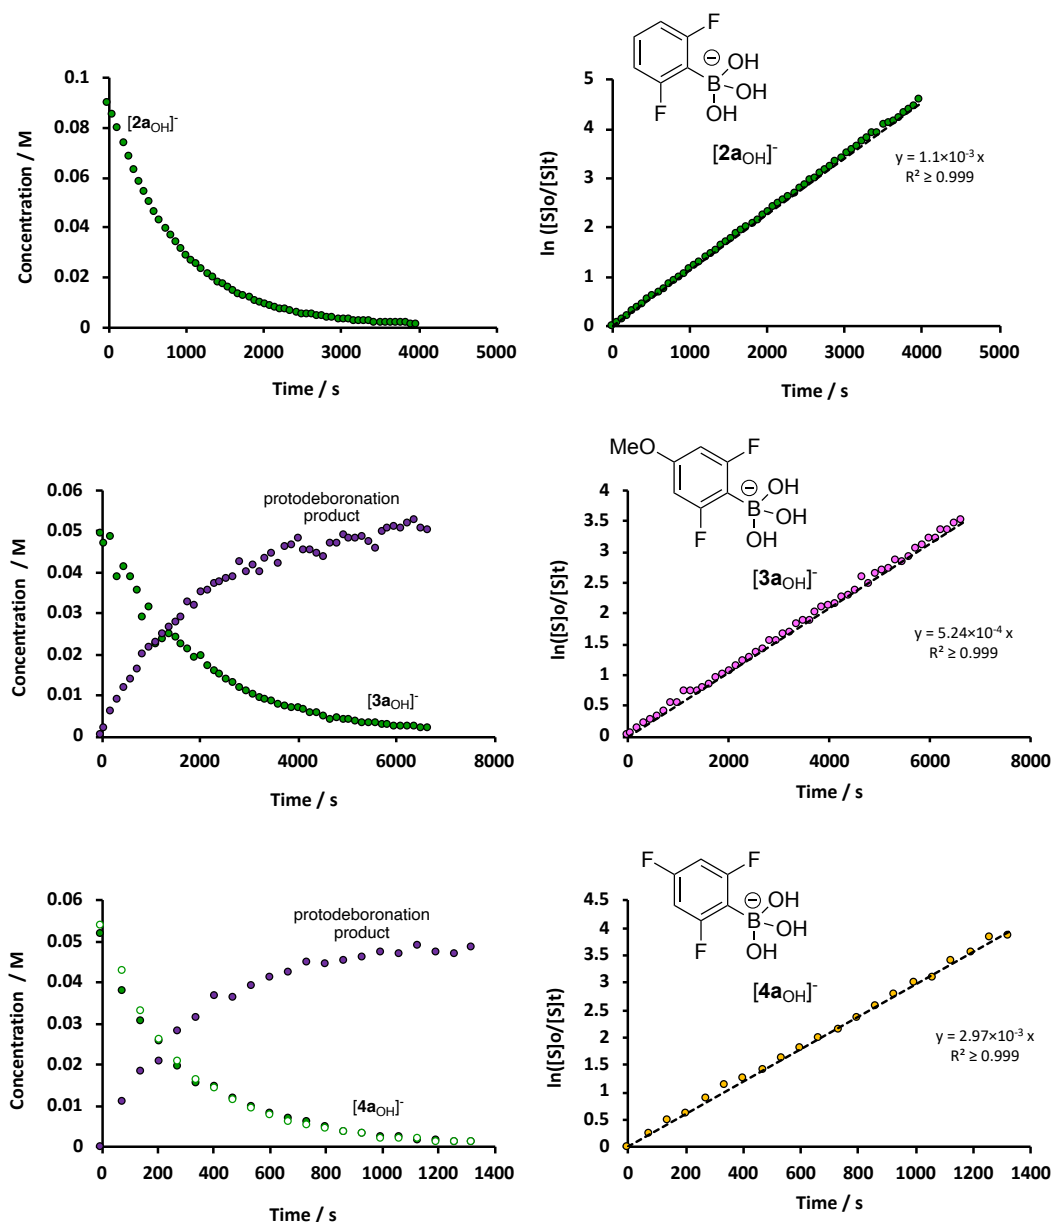 F
⊖ OH
B
OH
F OH
0.1
0.08
0.06
0.04
0.02
0
[2aOH]-
Concentration / M
0 1000 2000 3000 4000 5000
Time / s
5
4
3
2
1
0
[2aOH]-
y = 1.1×10-3 x
R² ≥ 0.999
ln ([S]o/[S]t)
0 1000 2000 3000 4000 5000
Time / s
0.06
0.05
0.04
0.03
0.02
0.01
0
protodeboronation
product
[3aOH]-
Concentration / M
0 2000 4000 6000 8000
Time / s
MeO F
⊖ OH
B
OH
F OH
4
3.5
3
2.5
2
1.5
1
0.5
0
[3aOH]-
y = 5.24×10-4 x
R² ≥ 0.999
ln([S]o/[S]t)
0 2000 4000 6000 8000
Time / s
0.06
0.05
0.04
0.03
0.02
0.01
0
protodeboronation
product
[4aOH]-
Concentration / M
0 200 400 600 800 1000 1200 1400
Time / s
F F
⊖ OH
B
OH
F OH
4.5
4
3.5
3
2.5
2
1.5
1
0.5
0
[4aOH]-
y = 2.97×10-3 x
R² ≥ 0.999
ln([S]o/[S]t)
0 200 400 600 800 1000 1200 1400
Time / s